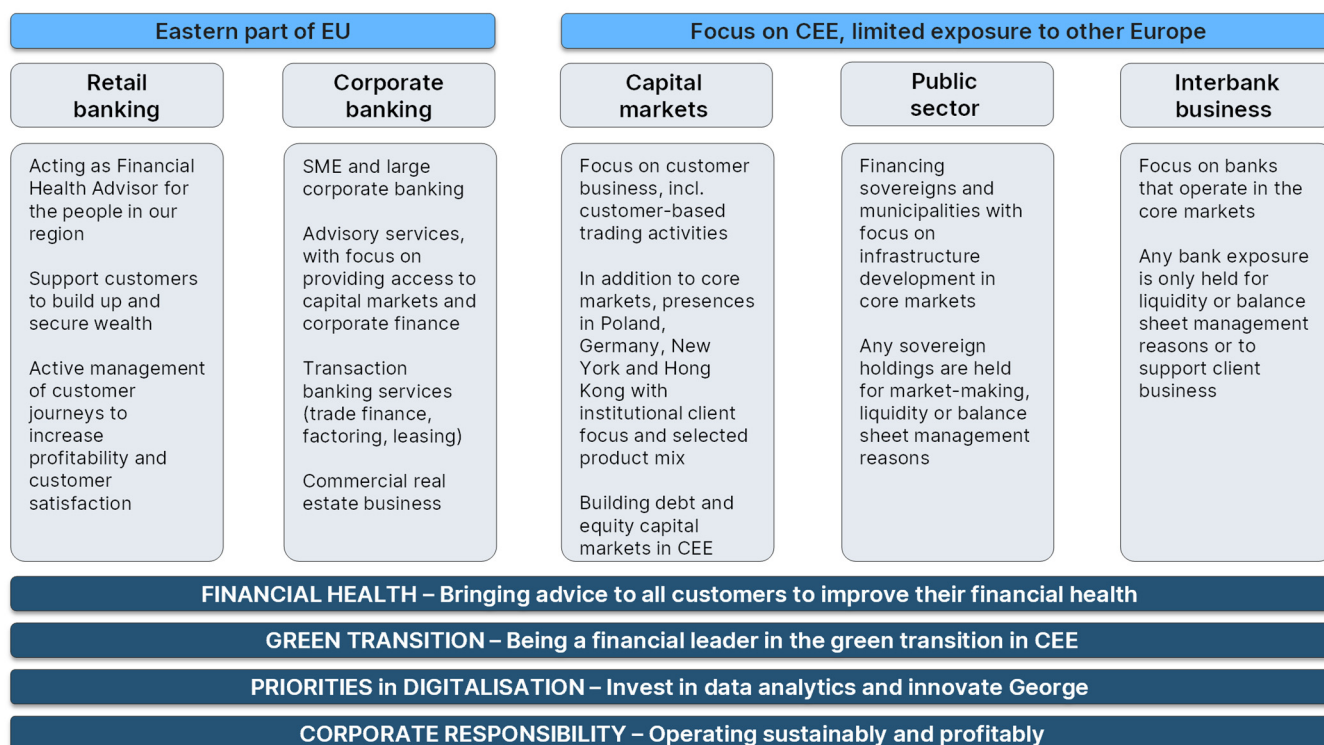 Eastern part of EU
Focus on CEE, limited exposure to other Europe
Retail
banking
Corporate
banking
Capital
markets
Public
sector
Interbank
business
Acting as Financial
Health Advisor for
the people in our
region
Support customers
to build up and
secure wealth
Active management
of customer
journeys to
increase
profitability and
customer
satisfaction
SME and large
corporate banking
Advisory services,
with focus on
providing access to
capital markets and
corporate finance
Transaction
banking services
(trade finance,
factoring, leasing)
Commercial real
estate business
Focus on customer
business, incl.
customer-based
trading activities
In addition to core
markets, presences
in Poland,
Germany, New
York and Hong
Kong with
institutional client
focus and selected
product mix
Building debt and
equity capital
markets in CEE
Financing
sovereigns and
municipalities with
focus on
infrastructure
development in
core markets
Any sovereign
holdings are held
for market-making,
liquidity or balance
sheet management
reasons
Focus on banks
that operate in the
core markets
Any bank exposure
is only held for
liquidity or balance
sheet management
reasons or to
support client
business
FINANCIAL HEALTH – Bringing advice to all customers to improve their financial health
GREEN TRANSITION – Being a financial leader in the green transition in CEE
PRIORITIES in DIGITALISATION – Invest in data analytics and innovate George
CORPORATE RESPONSIBILITY – Operating sustainably and profitably